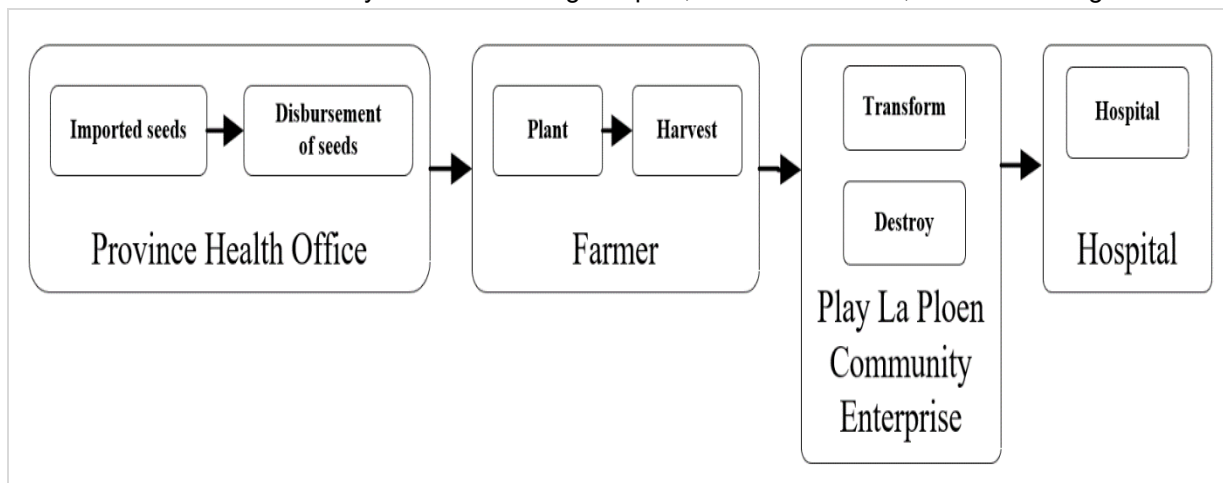 Imported seeds
Disbursement
of seeds
Province Health Office
Plant
Harvest
Farmer
Transform
Destroy
Play La Ploen
Community
Enterprise
Hospital
Hospital